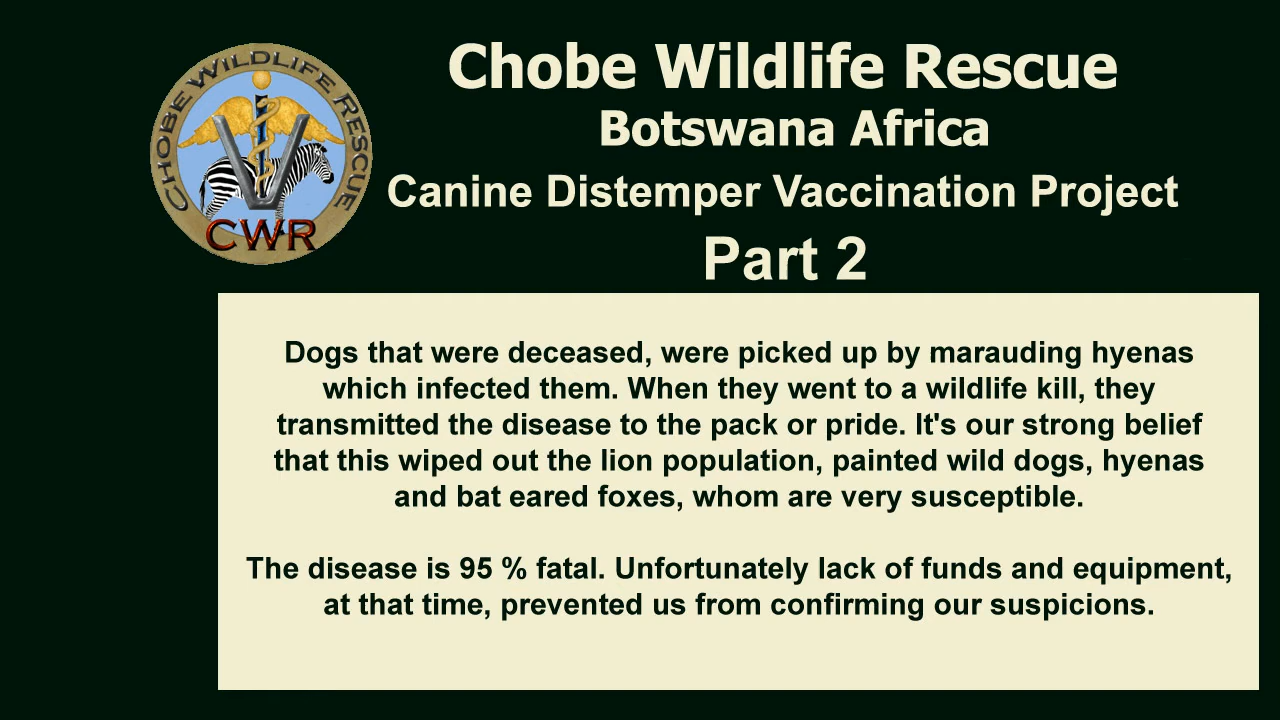 CHOBE WILDLIFE RESCUE
CWR
Chobe Wildlife Rescue
Botswana Africa
Canine Distemper Vaccination Project
Part 2
Dogs that were deceased, were picked up by marauding hyenas
which infected them. When they went to a wildlife kill, they
transmitted the disease to the pack or pride. It's our strong belief
that this wiped out the lion population, painted wild dogs, hyenas
and bat eared foxes, whom are very susceptible.
The disease is 95 % fatal. Unfortunately lack of funds and equipment,
at that time, prevented us from confirming our suspicions.